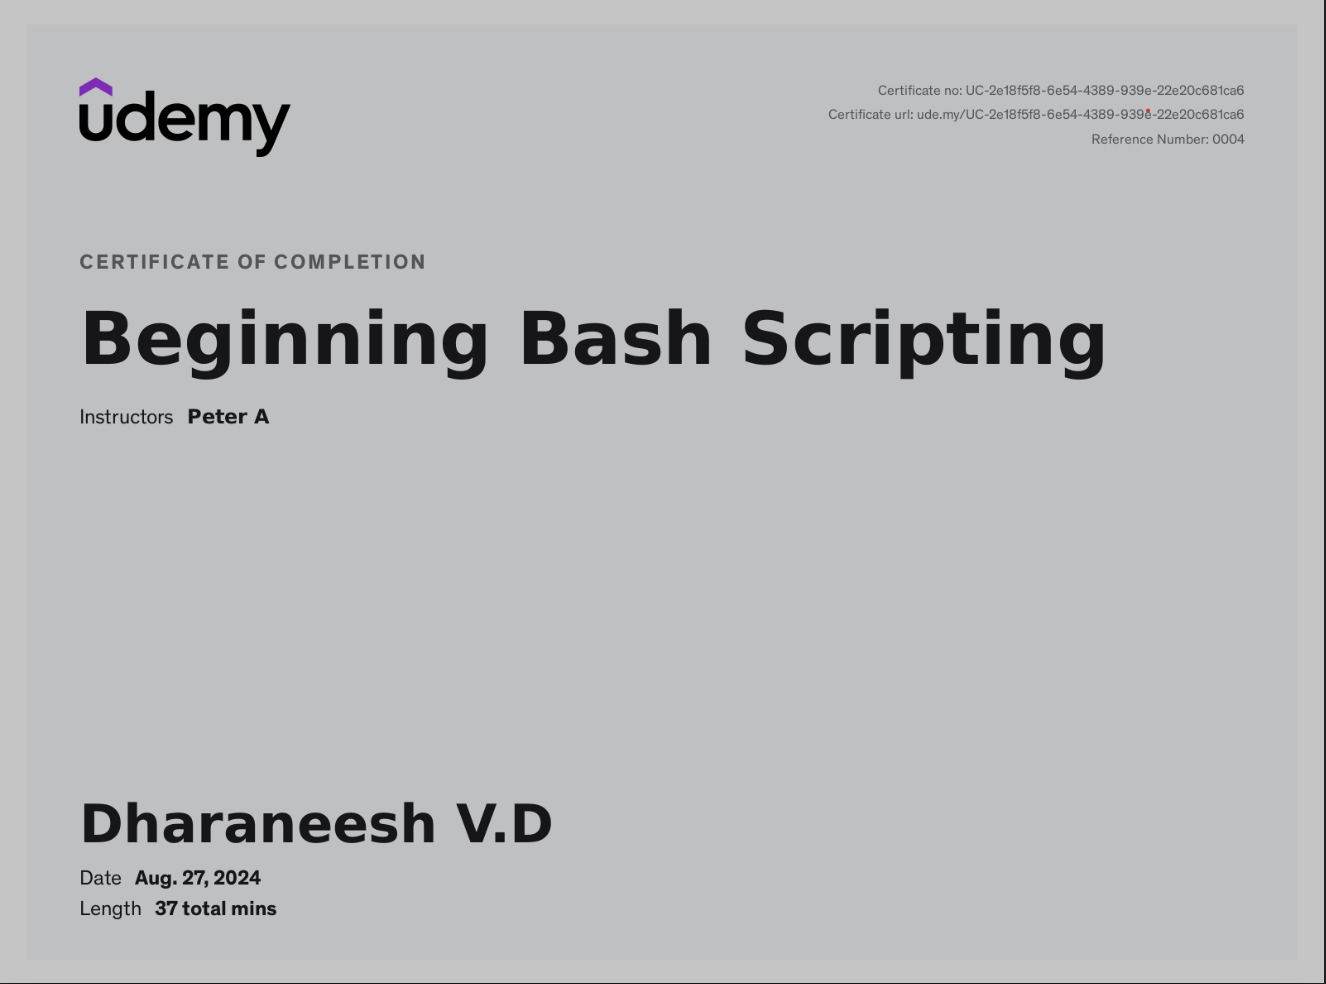 udemy
Certificate no: UC-2e18f5f8-6e54-4389-939e-22e20c681ca6
Certificate url: ude.my/UC-2e18f5f8-6e54-4389-939e-22e20c681ca6
Reference Number: 0004
CERTIFICATE OF COMPLETION
Beginning Bash Scripting
Instructors Peter A
Dharaneesh V.D
Date Aug. 27, 2024
Length 37 total mins